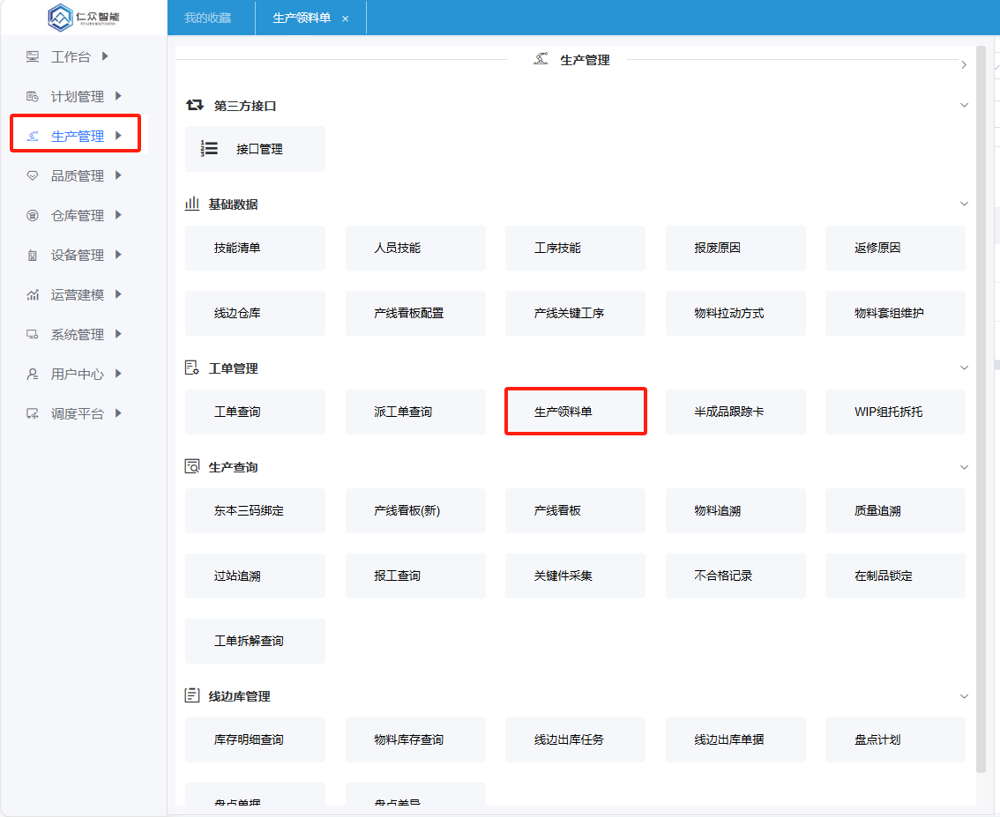 仁众智能
我的收藏
生产领料单 ×
工作台
计划管理
生产管理
品质管理
仓库管理
设备管理
运营建模
系统管理
用户中心
调度平台
生产管理
第三方接口
接口管理
基础数据
技能清单 人员技能 工序技能 报废原因 返修原因
线边仓库 产线看板配置 产线关键工序 物料拉动方式 物料套组维护
工单管理
工单查询 派工单查询 生产领料单 半成品跟踪卡 WIP组托拆托
生产查询
东本三码绑定 产线看板(新) 产线看板 物料追溯 质量追溯
过站追溯 报工查询 关键件采集 不合格记录 在制品锁定
工单拆解查询
线边库管理
库存明细查询 物料库存查询 线边出库任务 线边出库单据 盘点计划
盘点单据 盘点差异